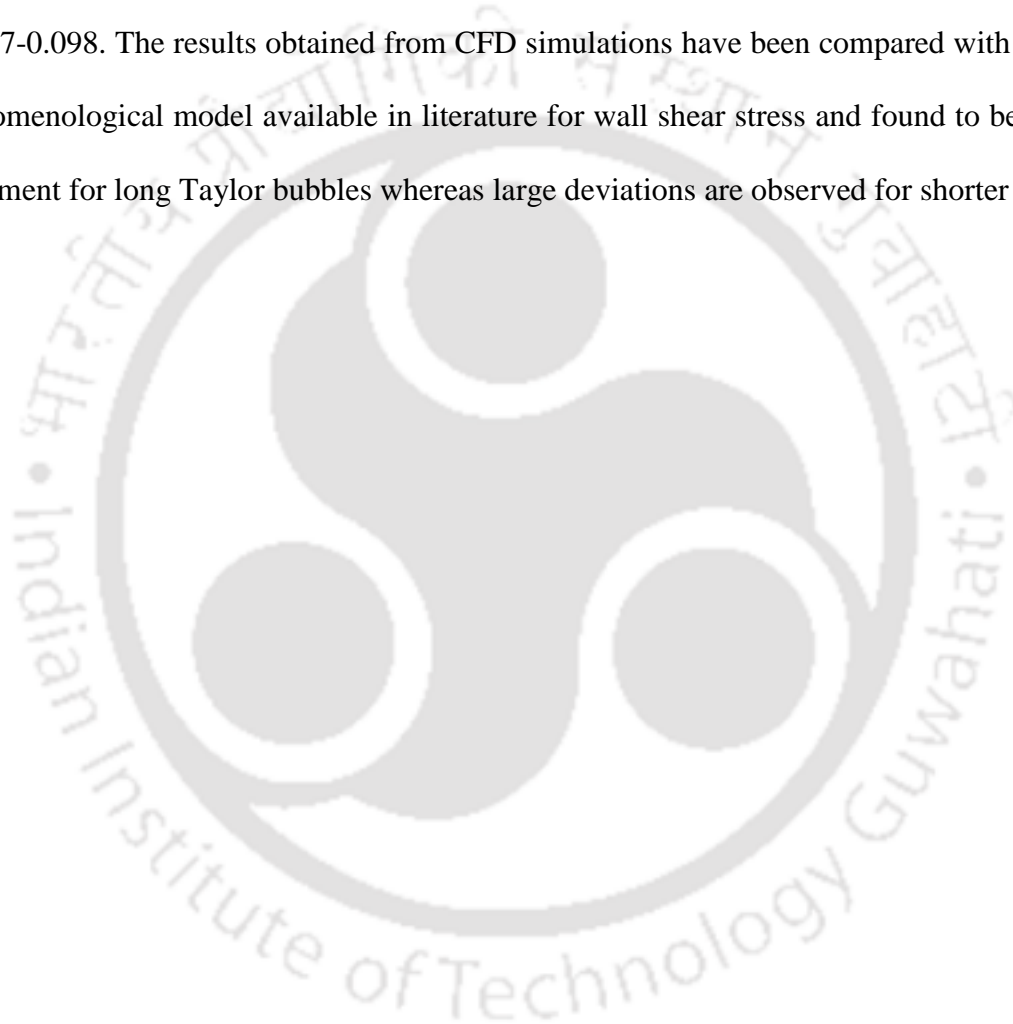 7-0.098. The results obtained from CFD simulations have been compared with
omenological model available in literature for wall shear stress and found to be
ment for long Taylor bubbles whereas large deviations are observed for shorter
भारतीय प्रौद्योगिकी संस्थान गुवाहाटी
• Indian Institute of Technology Guwahati •